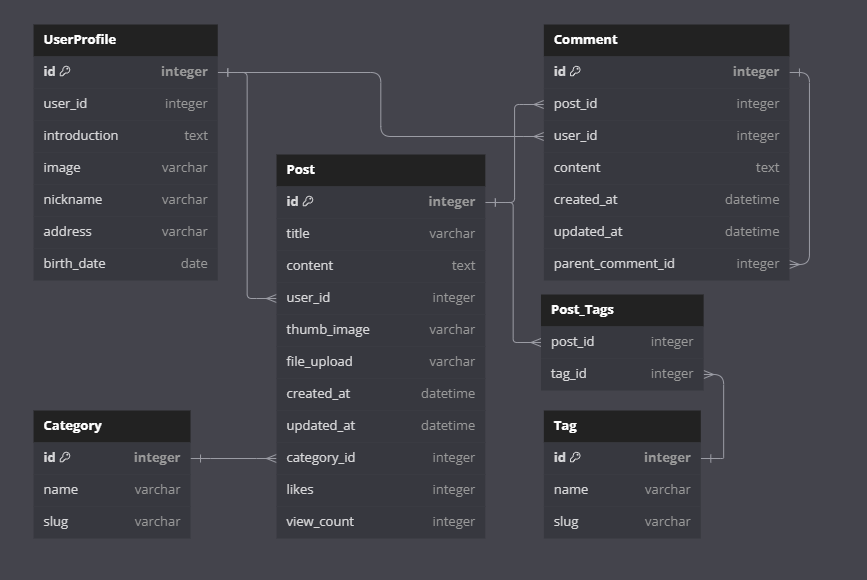 UserProfile
id integer
user_id integer
introduction text
image varchar
nickname varchar
address varchar
birth_date date
Comment
id integer
post_id integer
user_id integer
content text
created_at datetime
updated_at datetime
parent_comment_id integer
Post
id integer
title varchar
content text
user_id integer
thumb_image varchar
file_upload varchar
created_at datetime
updated_at datetime
category_id integer
likes integer
view_count integer
Post_Tags
post_id integer
tag_id integer
Category
id integer
name varchar
slug varchar
Tag
id integer
name varchar
slug varchar